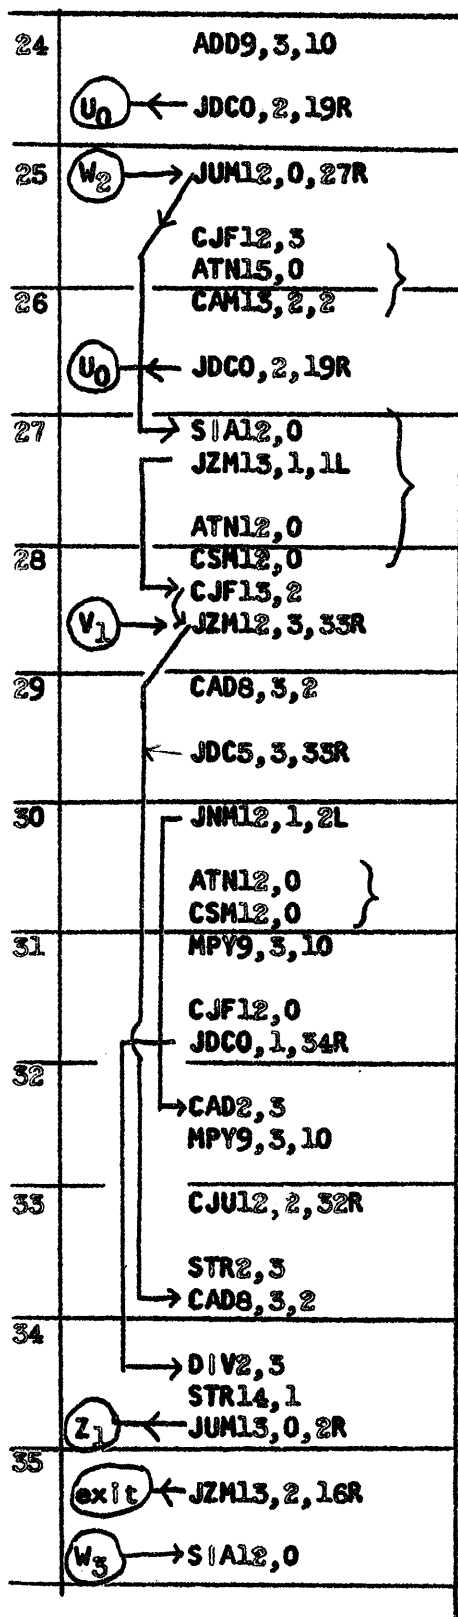 24 ADD9,3,10
U0 JDC0,2,19R
25 W2 JUM12,0,27R
CJF12,3
ATN15,0
26 CAM13,2,2
U0 JDC0,2,19R
27 SIA12,0
JZM13,1,1L
ATN12,0
28 CSM12,0
CJF13,2
V1 JZM12,3,33R
29 CAD8,3,2
JDC5,3,33R
30 JNM12,1,2L
ATN12,0
CSM12,0
31 MPY9,3,10
CJF12,0
JDC0,1,34R
32
CAD2,3
MPY9,3,10
33 CJU12,2,32R
STR2,3
CAD8,3,2
34
DIV2,3
STR14,1
Z1 JUM13,0,2R
35
exit JZM13,2,16R
W3 SIA12,0